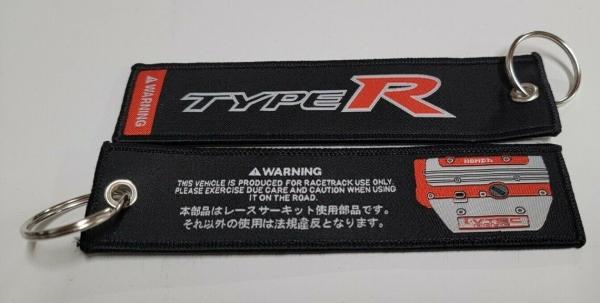 ⚠WARNING
TYPE R
⚠WARNING
THIS VEHICLE IS PRODUCED FOR RACETRACK USE ONLY.
PLEASE EXERCISE DUE CARE AND CAUTION WHEN USING
IT ON THE ROAD.
本部品はレースサーキット使用部品です。
それ以外の使用は法規違反となります。
HONDA